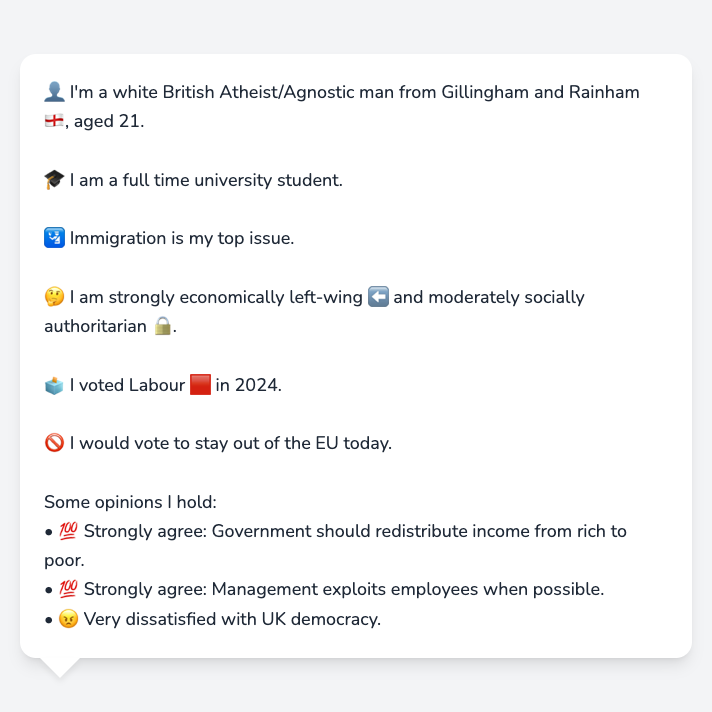 👤 I'm a white British Atheist/Agnostic man from Gillingham and Rainham
🏴󠁧󠁢󠁥󠁮󠁧󠁿, aged 21.
🎓 I am a full time university student.
🛂 Immigration is my top issue.
🤔 I am strongly economically left-wing ⬅️ and moderately socially
authoritarian 🔒.
🗳️ I voted Labour 🟥 in 2024.
🚫 I would vote to stay out of the EU today.
Some opinions I hold:
• 💯 Strongly agree: Government should redistribute income from rich to
poor.
• 💯 Strongly agree: Management exploits employees when possible.
• 😠 Very dissatisfied with UK democracy.